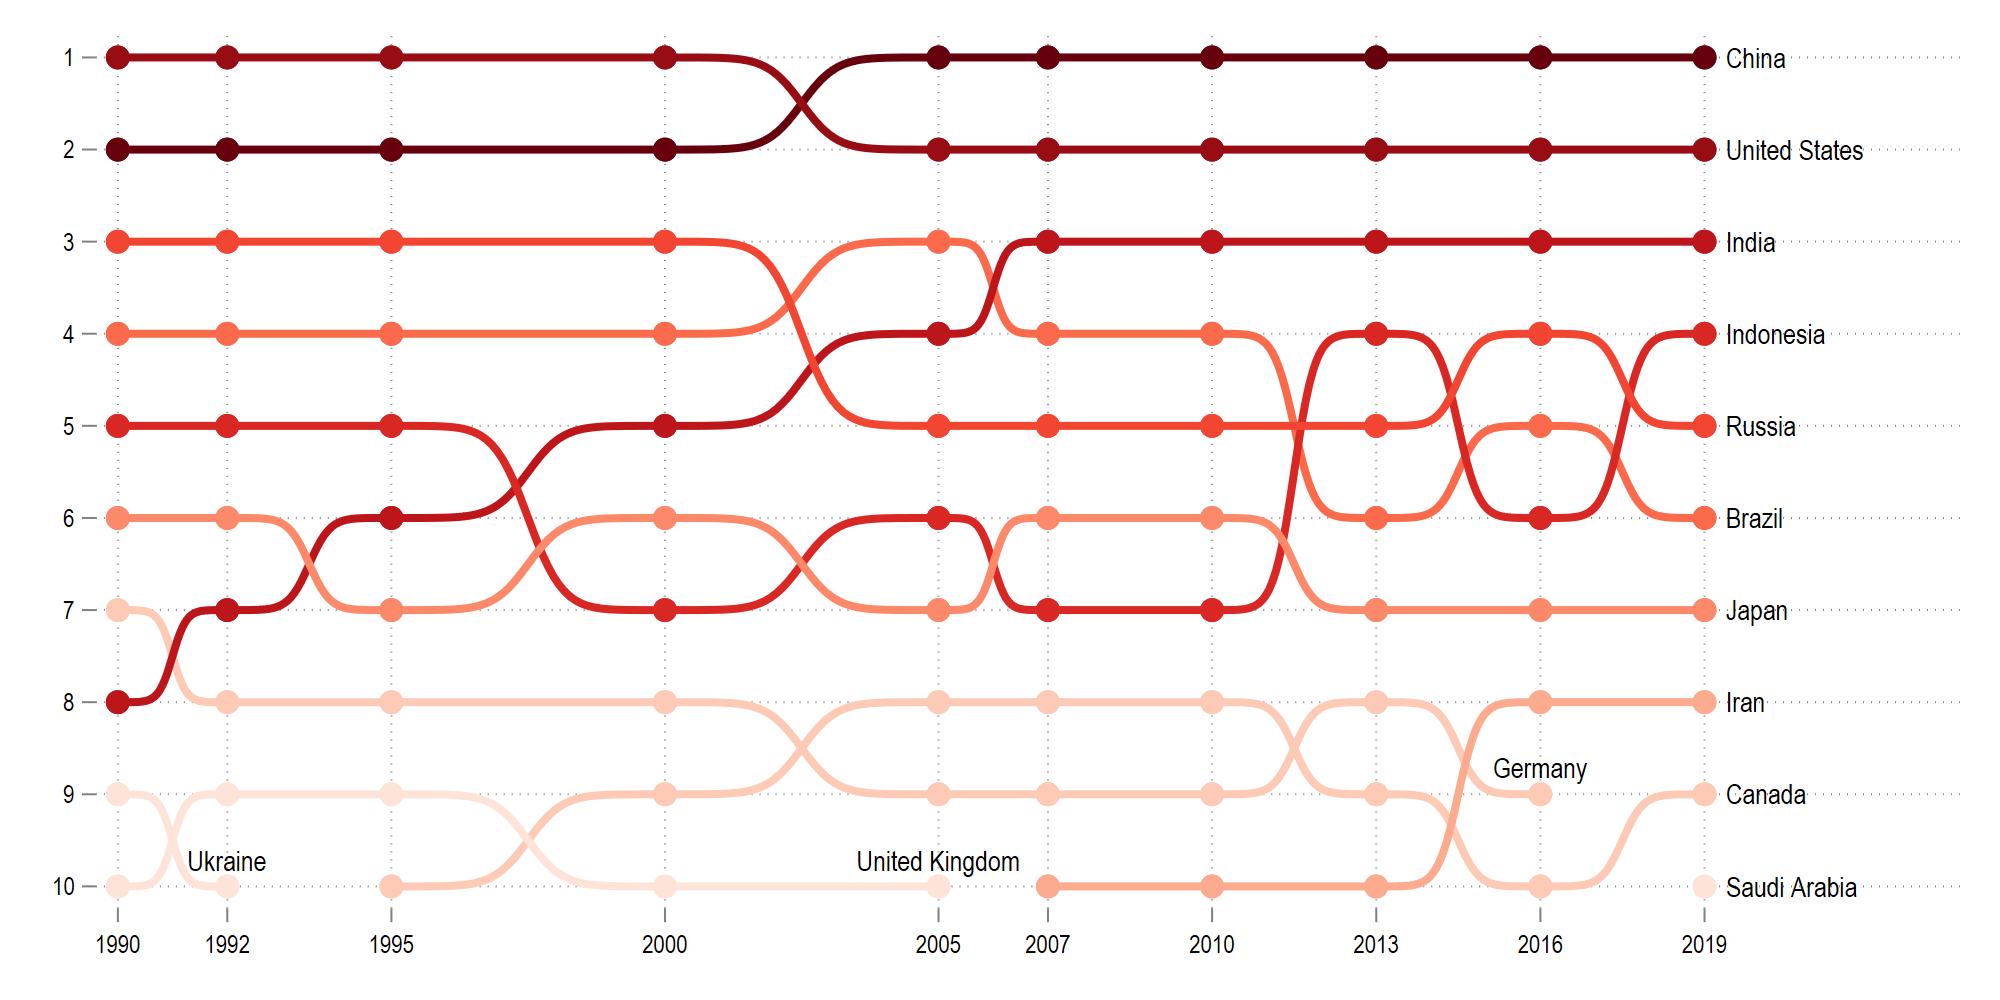 1
China
2
United States
3
India
4
Indonesia
5
Russia
6
Brazil
7
Japan
8
Iran
Germany
9
Canada
Ukraine
United Kingdom
10
Saudi Arabia
1990 1992 1995 2000 2005 2007 2010 2013 2016 2019